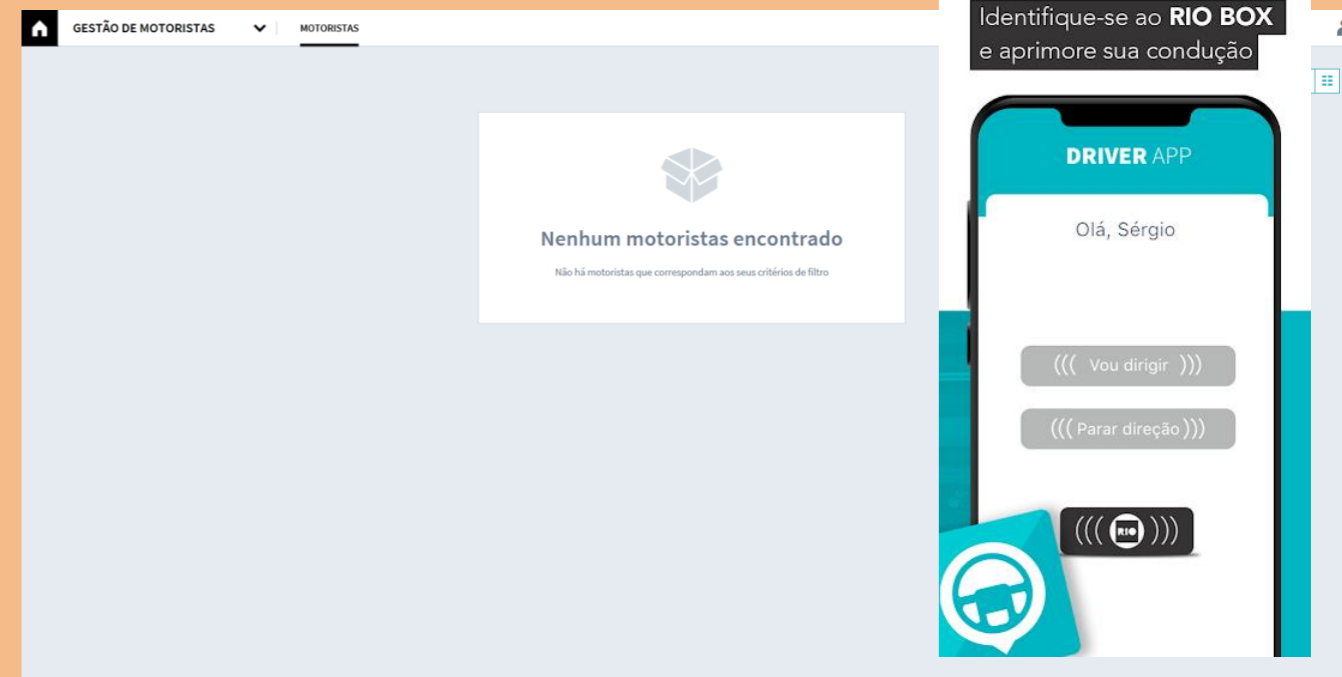 GESTÃO DE MOTORISTAS
MOTORISTAS
Nenhum motoristas encontrado
Não há motoristas que correspondam aos seus critérios de filtro
Identifique-se ao RIO BOX
e aprimore sua condução
DRIVER APP
Olá, Sérgio
((( Vou dirigir )))
((( Parar direção )))
((( RIO )))